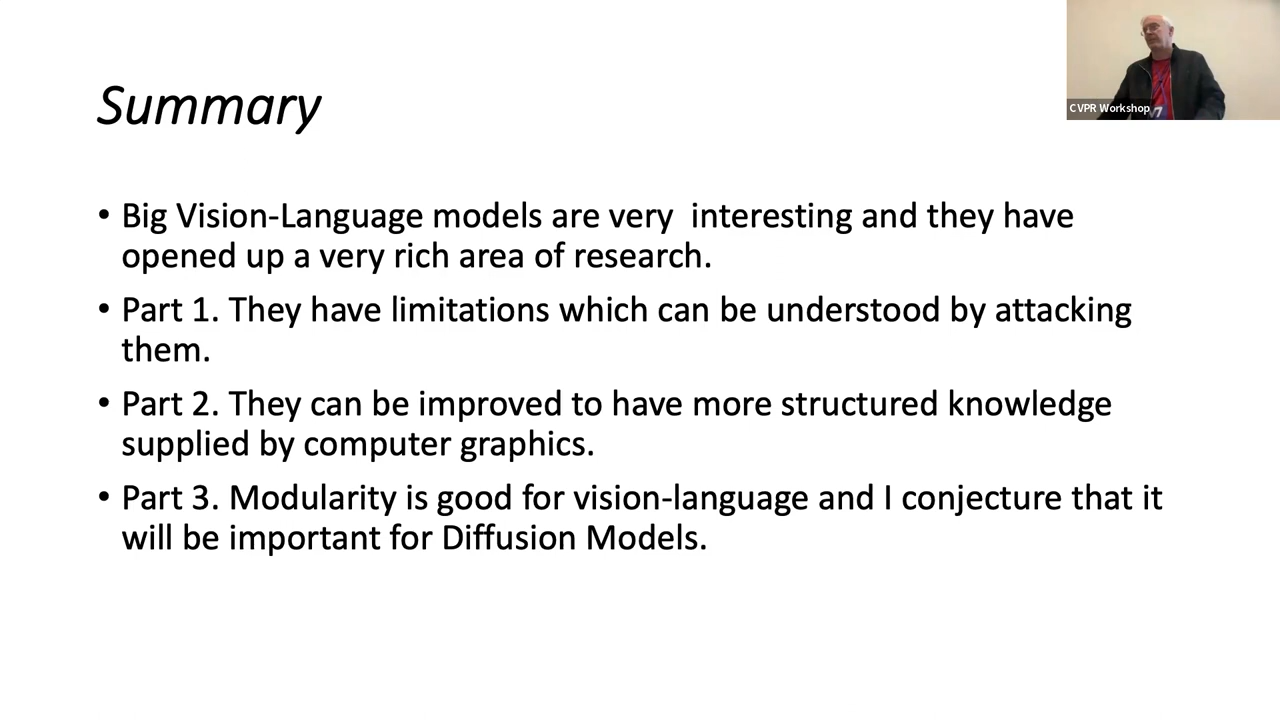 Summary
• Big Vision-Language models are very  interesting and they have
opened up a very rich area of research.
• Part 1. They have limitations which can be understood by attacking
them.
• Part 2. They can be improved to have more structured knowledge
supplied by computer graphics.
• Part 3. Modularity is good for vision-language and I conjecture that it
will be important for Diffusion Models.
CVPR Workshop